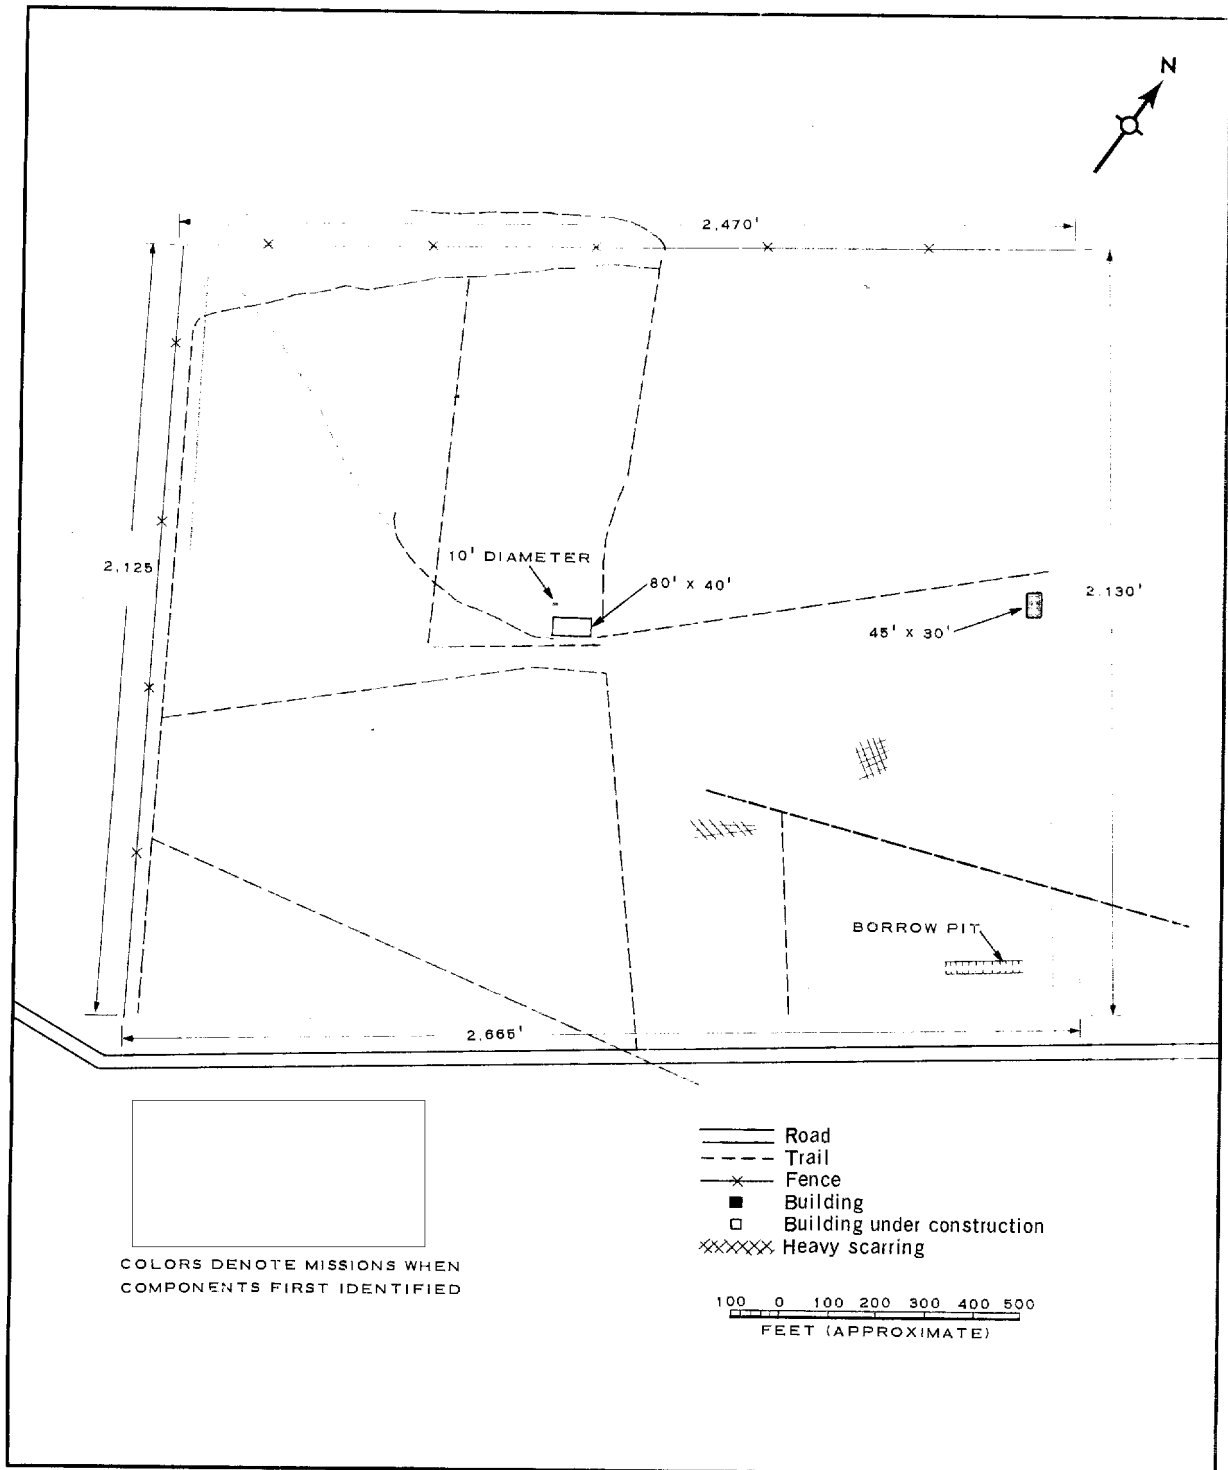 N
2,470'
2,125
10' DIAMETER
80' X 40'
2.130'
45' X 30'
BORROW PIT
2,665'
Road
Trail
Fence
Building
Building under construction
Heavy scarring
COLORS DENOTE MISSIONS WHEN
COMPONENTS FIRST IDENTIFIED
100 0 100 200 300 400 500
FEET (APPROXIMATE)